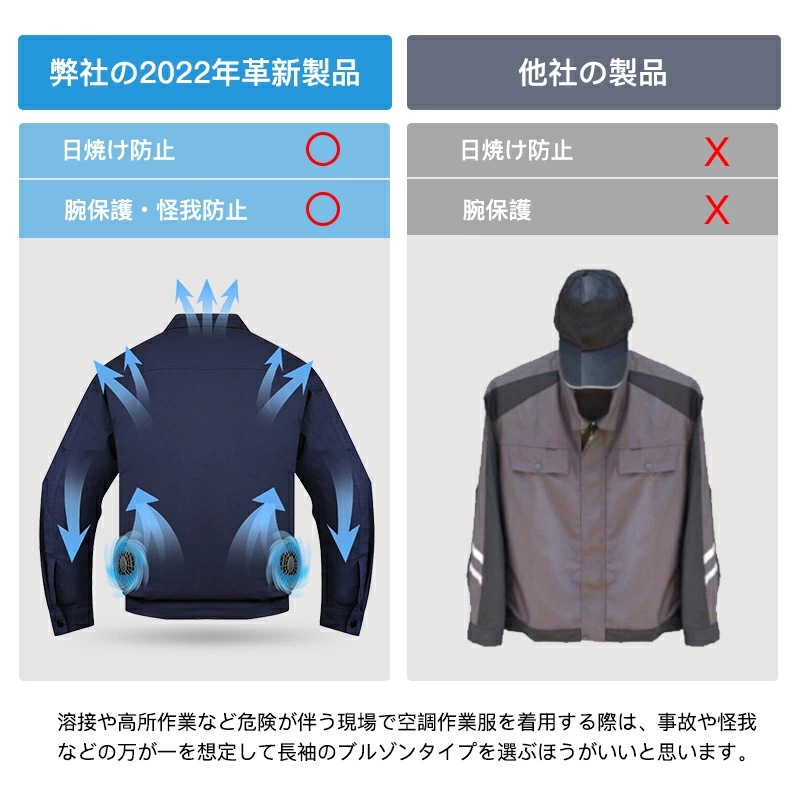 弊社の2022年革新製品
他社の製品
日焼け防止 ○
日焼け防止 X
腕保護・怪我防止 ○
腕保護 X
溶接や高所作業など危険が伴う現場で空調作業服を着用する際は、事故や怪我
などの万が一を想定して長袖のブルゾンタイプを選ぶほうがいいと思います。